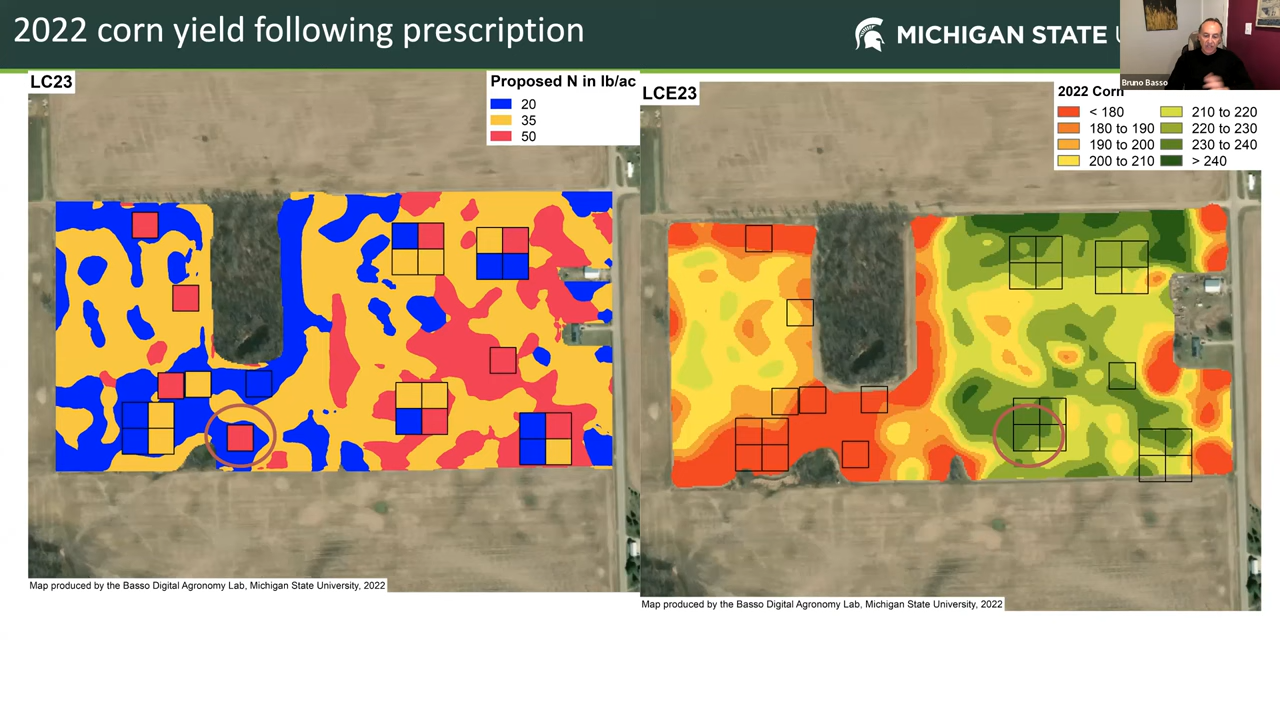 2022 corn yield following prescription
MICHIGAN STATE U
Bruno Basso
LC23
Proposed N in lb/ac
20
35
50
Map produced by the Basso Digital Agronomy Lab, Michigan State University, 2022
LCE23
2022 Corn
< 180
180 to 190
190 to 200
200 to 210
210 to 220
220 to 230
230 to 240
> 240
Map produced by the Basso Digital Agronomy Lab, Michigan State University, 2022